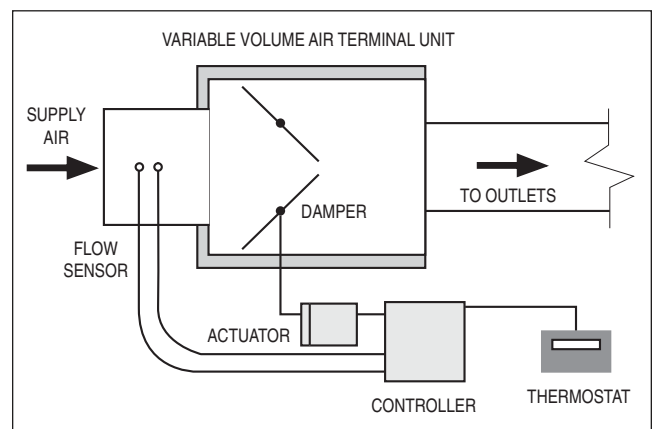 VARIABLE VOLUME AIR TERMINAL UNIT
SUPPLY
AIR
TO OUTLETS
DAMPER
FLOW
SENSOR
ACTUATOR
CONTROLLER
THERMOSTAT